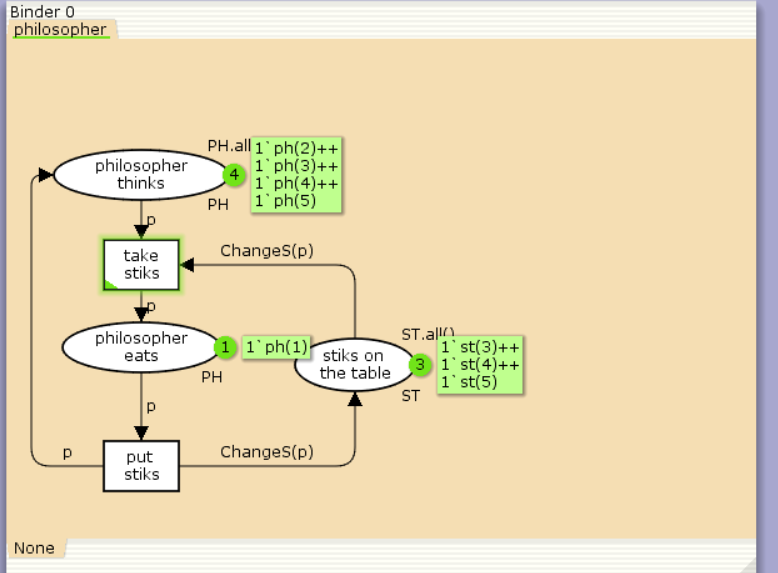 Binder 0
philosopher
PH.all
1`ph(2)++
1`ph(3)++
1`ph(4)++
1`ph(5)
philosopher
thinks
4
PH
p
take
stiks
ChangeS(p)
p
philosopher
eats
1
1`ph(1)
PH
ST.all()
stiks on
the table
3
1`st(3)++
1`st(4)++
1`st(5)
ST
p
p
put
stiks
ChangeS(p)
None